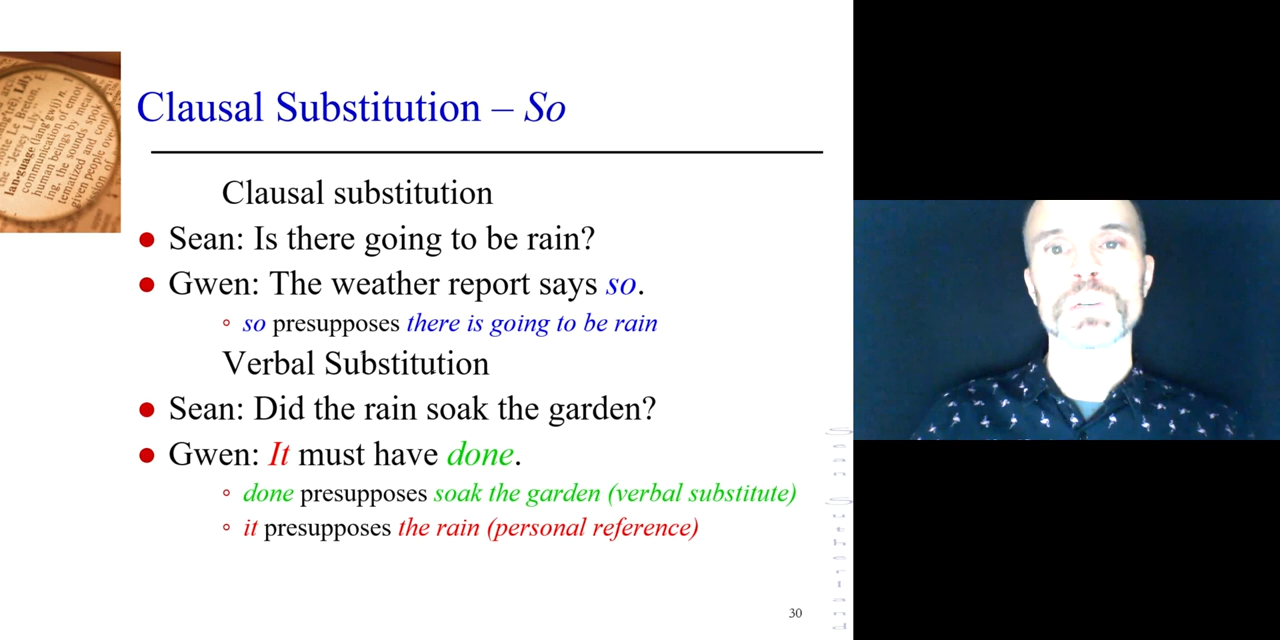 Clausal Substitution – So
Clausal substitution
Sean: Is there going to be rain?
Gwen: The weather report says so.
so presupposes there is going to be rain
Verbal Substitution
Sean: Did the rain soak the garden?
Gwen: It must have done.
done presupposes soak the garden (verbal substitute)
it presupposes the rain (personal reference)
30